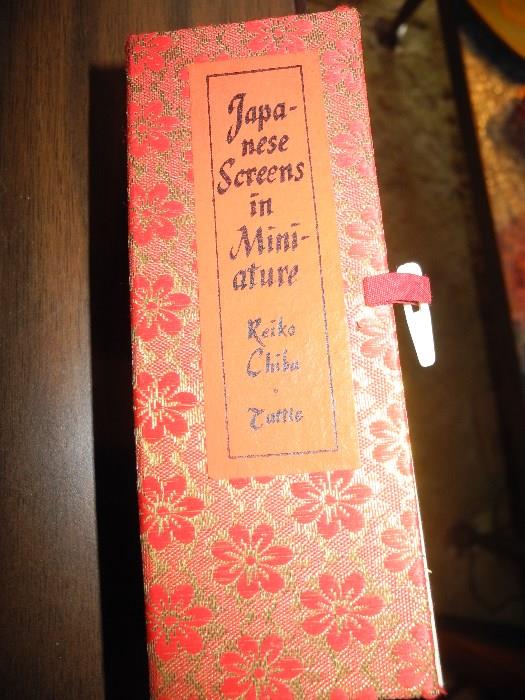 Japa-
nese
Screens
in
Mini-
ature
Reiko
Chiba
·
Tuttle